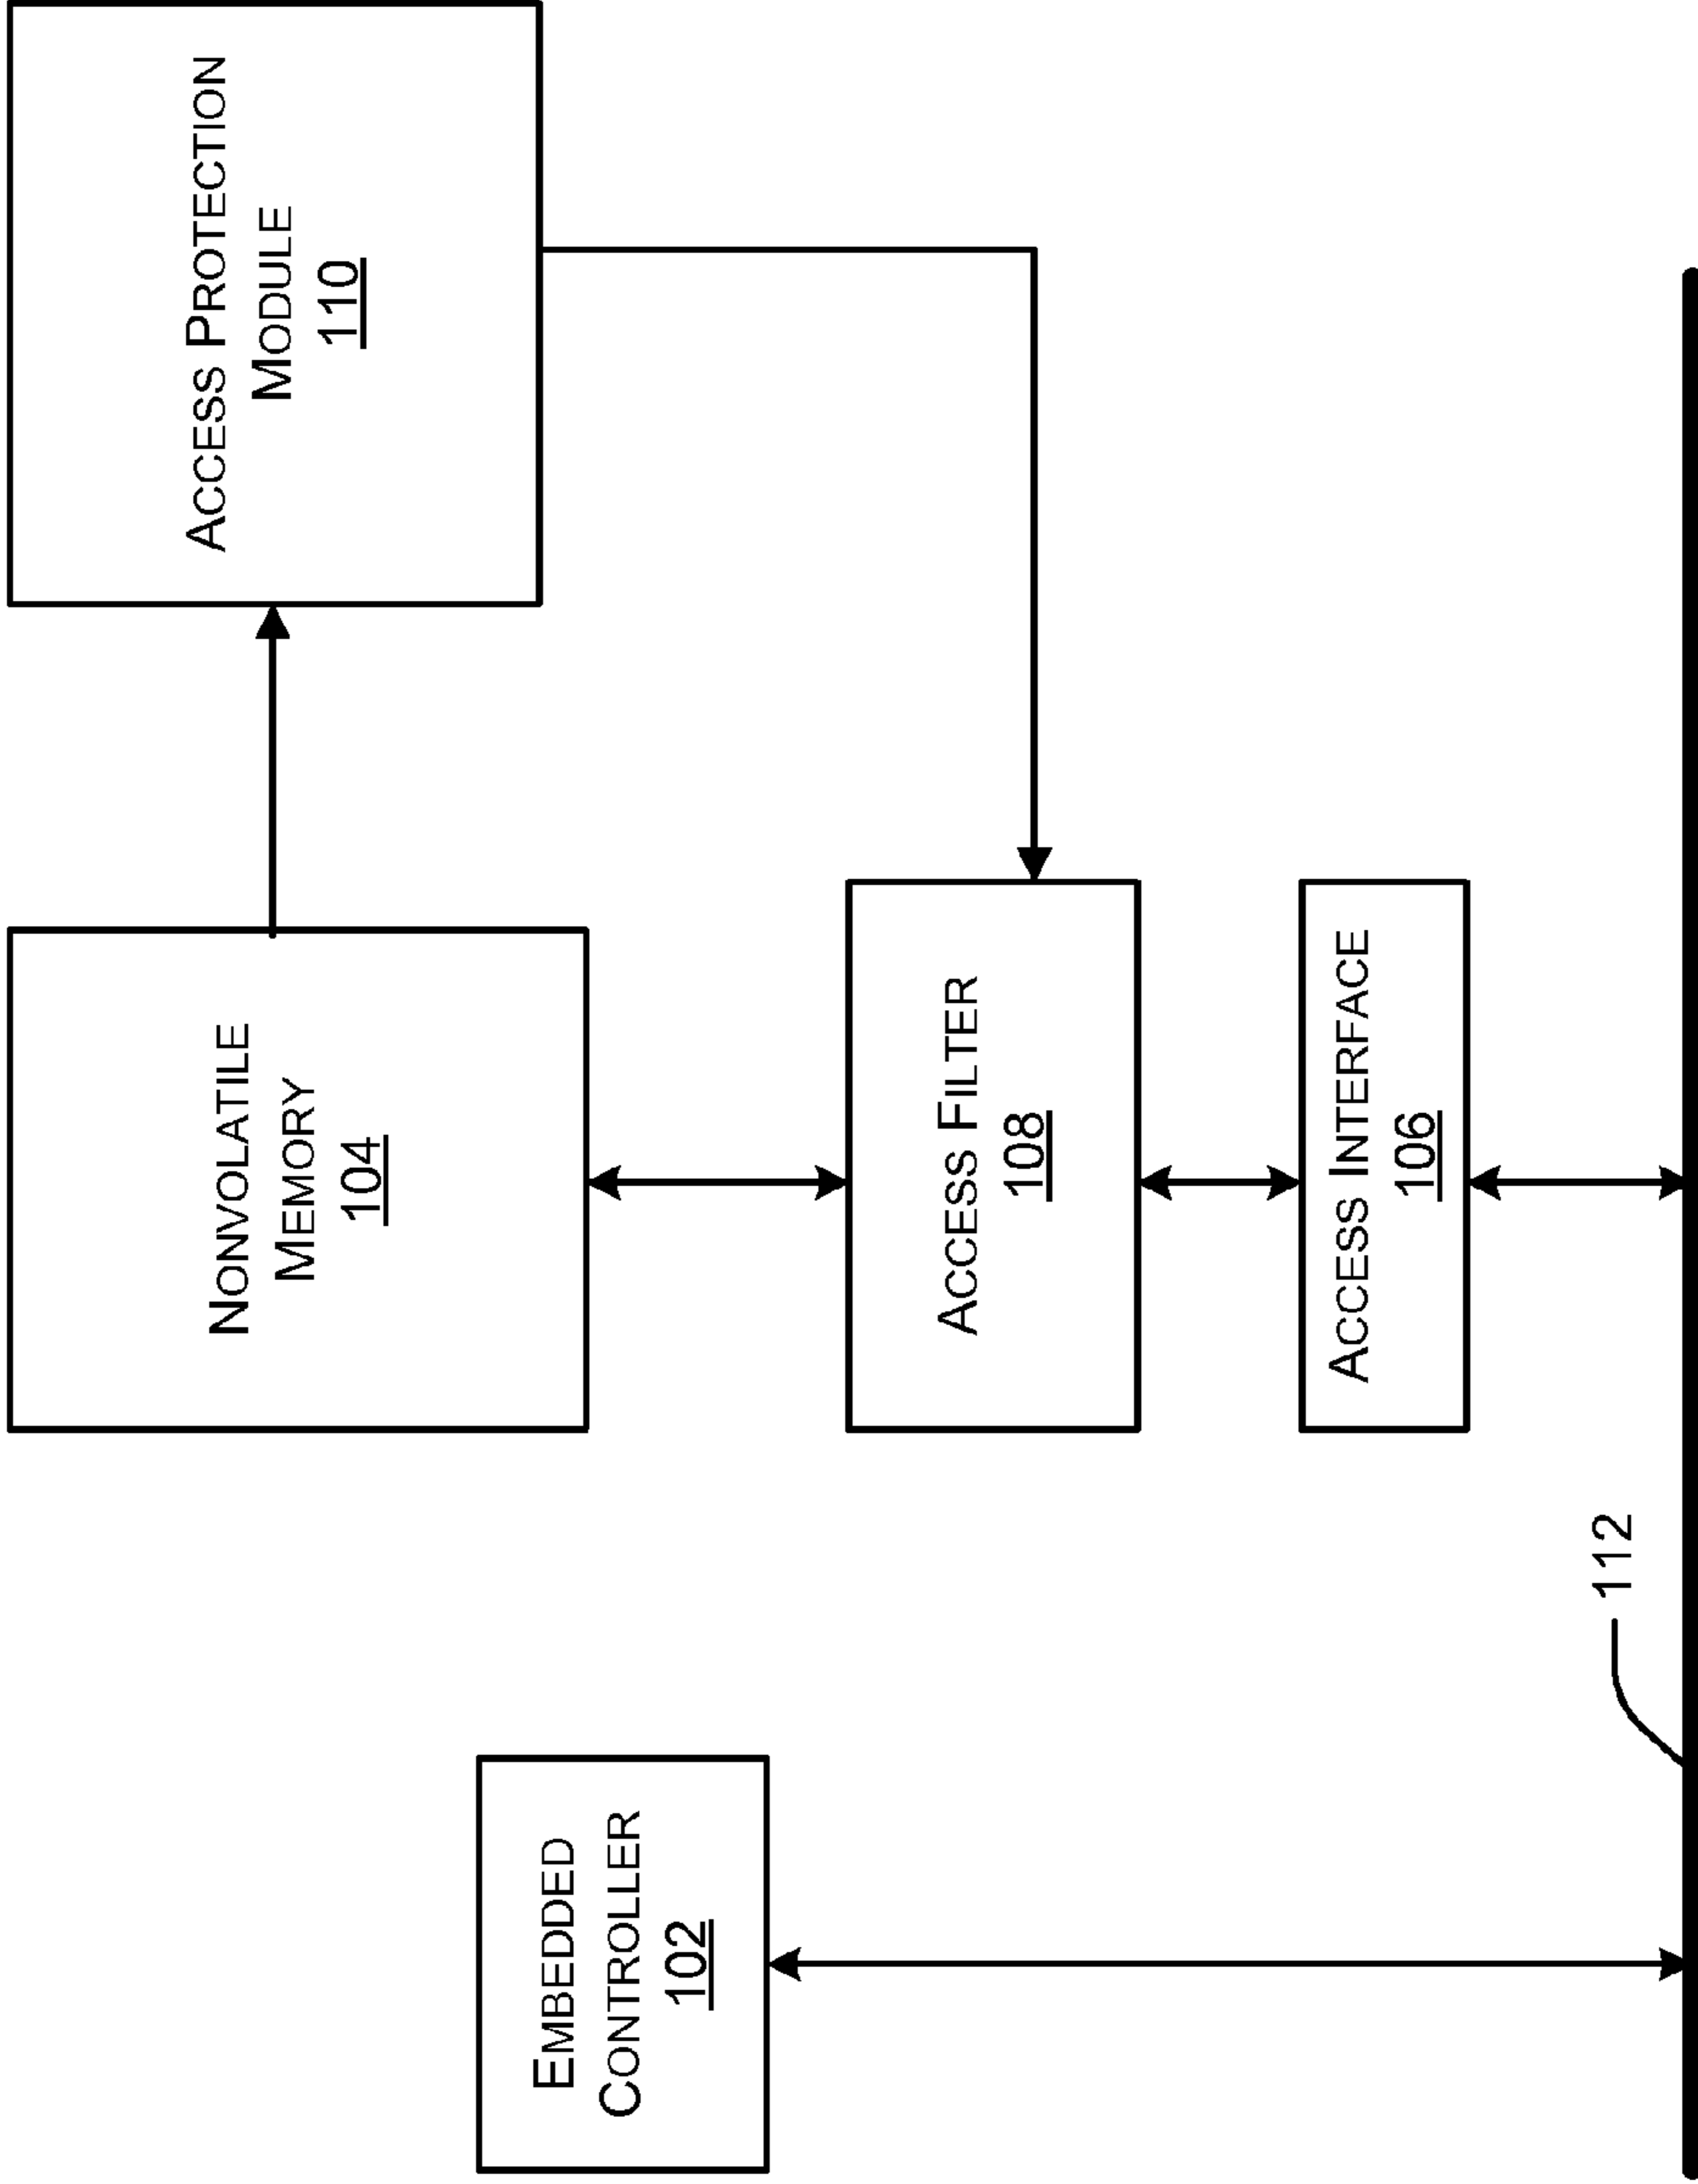 NONVOLATILE
MEMORY
104
ACCESS PROTECTION
MODULE
110
EMBEDDED
CONTROLLER
102
ACCESS FILTER
108
ACCESS INTERFACE
106
112